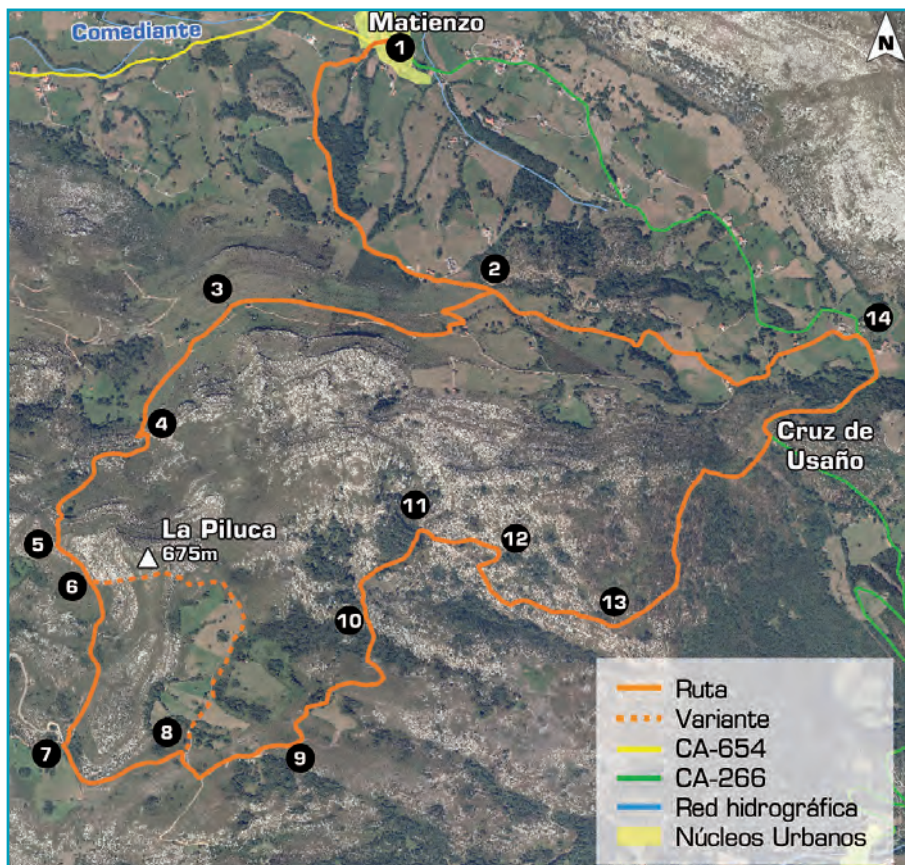 Matienzo
Comediante
1
N
2
3
14
4
Cruz de
Usaño
11
La Piluca
675m
5
12
6
10
13
8
7
9
Ruta
Variante
CA-654
CA-266
Red hidrográfica
Núcleos Urbanos